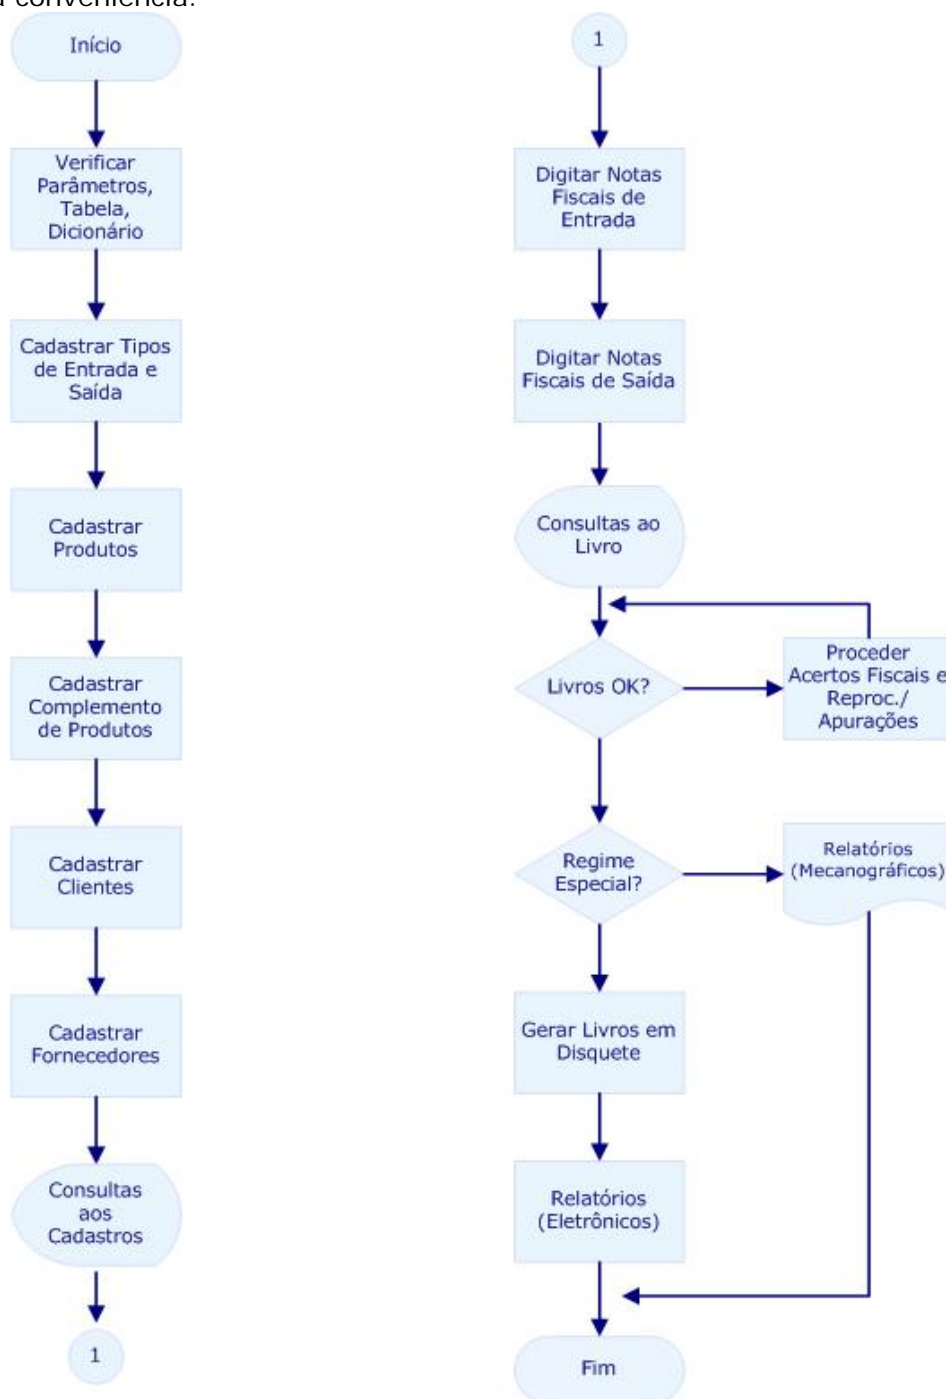 conveniência.
Início
Verificar
Parâmetros,
Tabela,
Dicionário
Cadastrar Tipos
de Entrada e
Saída
Cadastrar
Produtos
Cadastrar
Complemento
de Produtos
Cadastrar
Clientes
Cadastrar
Fornecedores
Consultas
aos
Cadastros
1
1
Digitar Notas
Fiscais de
Entrada
Digitar Notas
Fiscais de Saída
Consultas ao
Livro
Livros OK?
Proceder
Acertos Fiscais e
Reproc./
Apurações
Regime
Especial?
Relatórios
(Mecanográficos)
Gerar Livros em
Disquete
Relatórios
(Eletrônicos)
Fim